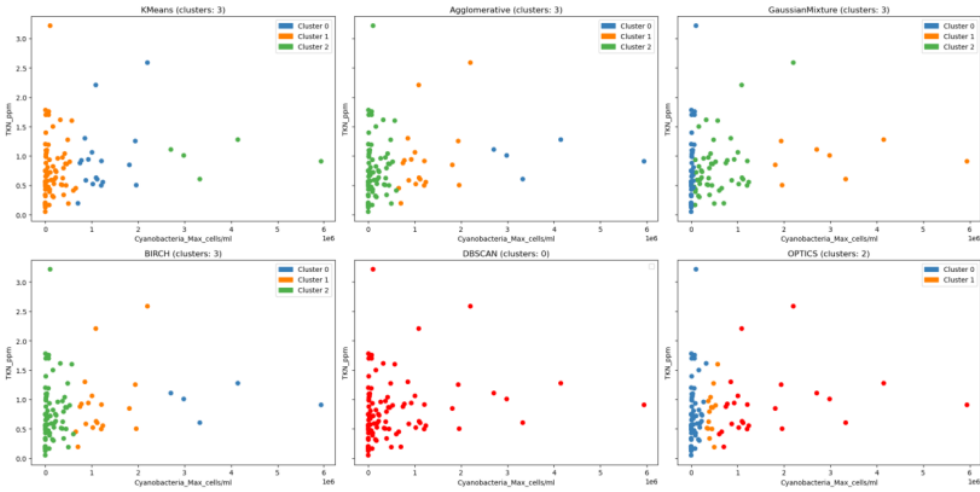 KMeans (clusters: 3)
Cluster 0
Cluster 1
Cluster 2
TKN_ppm
3.0
2.5
2.0
1.5
1.0
0.5
0.0
0 1 2 3 4 5 6
1e6
Cyanobacteria_Max_cells/ml
Agglomerative (clusters: 3)
Cluster 0
Cluster 1
Cluster 2
TKN_ppm
0 1 2 3 4 5 6
1e6
Cyanobacteria_Max_cells/ml
GaussianMixture (clusters: 3)
Cluster 0
Cluster 1
Cluster 2
TKN_ppm
0 1 2 3 4 5 6
1e6
Cyanobacteria_Max_cells/ml
BIRCH (clusters: 3)
Cluster 0
Cluster 1
Cluster 2
TKN_ppm
3.0
2.5
2.0
1.5
1.0
0.5
0.0
0 1 2 3 4 5 6
1e6
Cyanobacteria_Max_cells/ml
DBSCAN (clusters: 0)
TKN_ppm
0 1 2 3 4 5 6
1e6
Cyanobacteria_Max_cells/ml
OPTICS (clusters: 2)
Cluster 0
Cluster 1
TKN_ppm
0 1 2 3 4 5 6
1e6
Cyanobacteria_Max_cells/ml